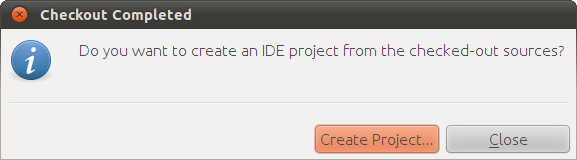 Checkout Completed
Do you want to create an IDE project from the checked-out sources?
Create Project...
Close